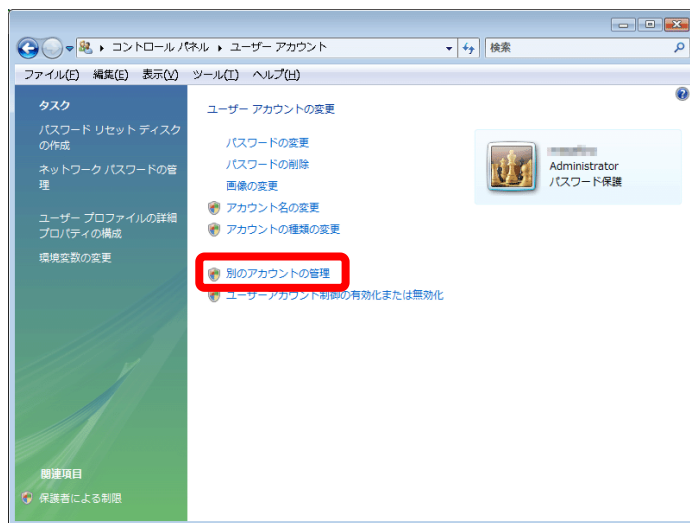 コントロール パネル ▸ ユーザー アカウント
検索
ファイル(F) 編集(E) 表示(V) ツール(T) ヘルプ(H)
タスク
パスワード リセット ディスク
の作成
ネットワーク パスワードの管
理
ユーザー プロファイルの詳細
プロパティの構成
環境変数の変更
関連項目
保護者による制限
ユーザー アカウントの変更
パスワードの変更
パスワードの削除
画像の変更
アカウント名の変更
アカウントの種類の変更
別のアカウントの管理
ユーザーアカウント制御の有効化または無効化
Administrator
パスワード保護